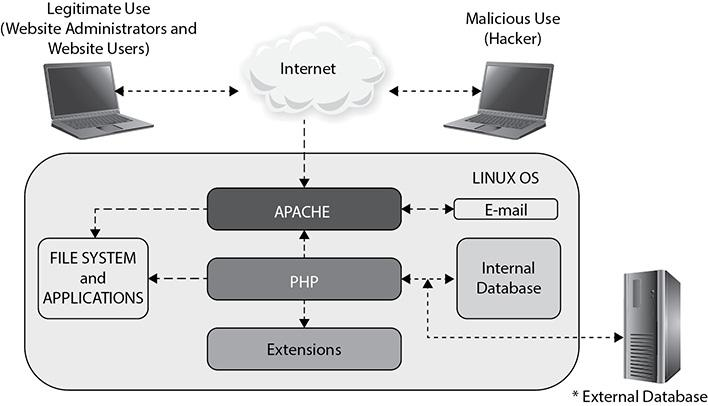 Legitimate Use
(Website Administrators and
Website Users)
Malicious Use
(Hacker)
Internet
LINUX OS
APACHE
E-mail
FILE SYSTEM
and
APPLICATIONS
PHP
Internal
Database
Extensions
* External Database